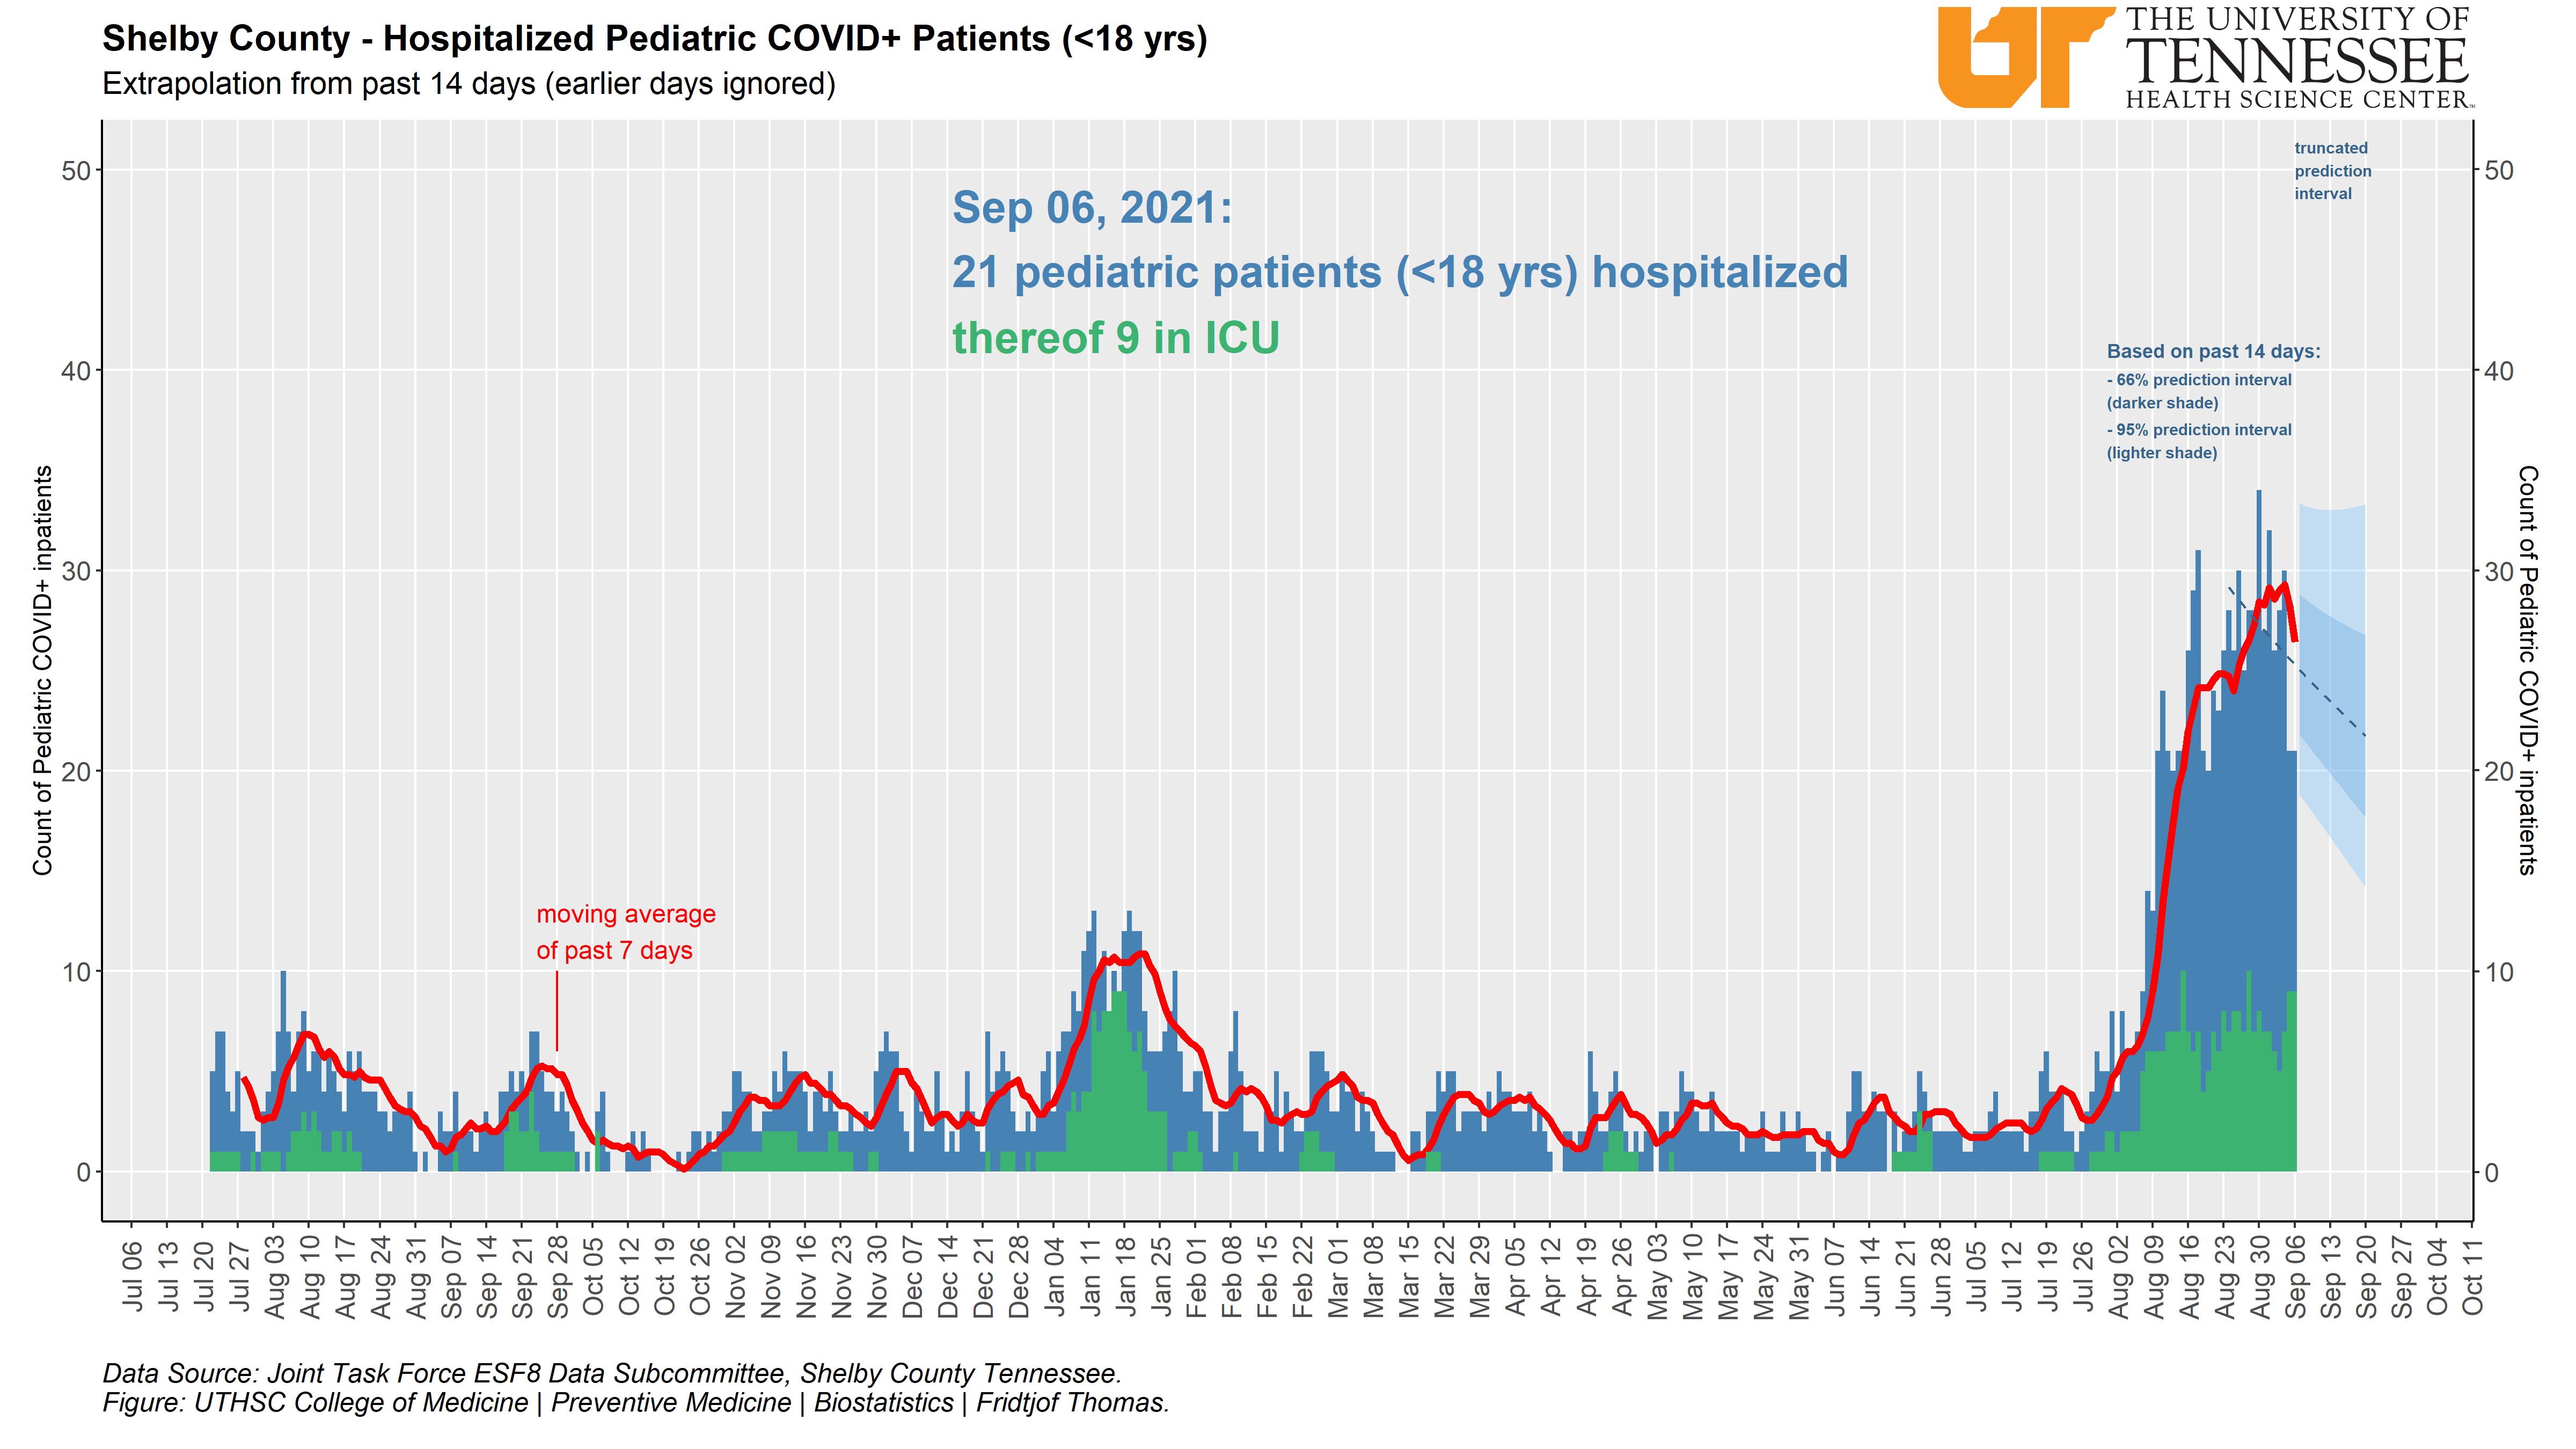 Shelby County - Hospitalized Pediatric COVID+ Patients (<18 yrs)
Extrapolation from past 14 days (earlier days ignored)
THE UNIVERSITY OF
TENNESSEE
HEALTH SCIENCE CENTER™
truncated
prediction
interval
Sep 06, 2021:
21 pediatric patients (<18 yrs) hospitalized
thereof 9 in ICU
Based on past 14 days:
- 66% prediction interval
(darker shade)
- 95% prediction interval
(lighter shade)
moving average
of past 7 days
Count of Pediatric COVID+ inpatients
50
40
30
20
10
0
50
40
30
20
10
0
Count of Pediatric COVID+ inpatients
Jul 06
Jul 13
Jul 20
Jul 27
Aug 03
Aug 10
Aug 17
Aug 24
Aug 31
Sep 07
Sep 14
Sep 21
Sep 28
Oct 05
Oct 12
Oct 19
Oct 26
Nov 02
Nov 09
Nov 16
Nov 23
Nov 30
Dec 07
Dec 14
Dec 21
Dec 28
Jan 04
Jan 11
Jan 18
Jan 25
Feb 01
Feb 08
Feb 15
Feb 22
Mar 01
Mar 08
Mar 15
Mar 22
Mar 29
Apr 05
Apr 12
Apr 19
Apr 26
May 03
May 10
May 17
May 24
May 31
Jun 07
Jun 14
Jun 21
Jun 28
Jul 05
Jul 12
Jul 19
Jul 26
Aug 02
Aug 09
Aug 16
Aug 23
Aug 30
Sep 06
Sep 13
Sep 20
Sep 27
Oct 04
Oct 11
Data Source: Joint Task Force ESF8 Data Subcommittee, Shelby County Tennessee.
Figure: UTHSC College of Medicine | Preventive Medicine | Biostatistics | Fridtjof Thomas.